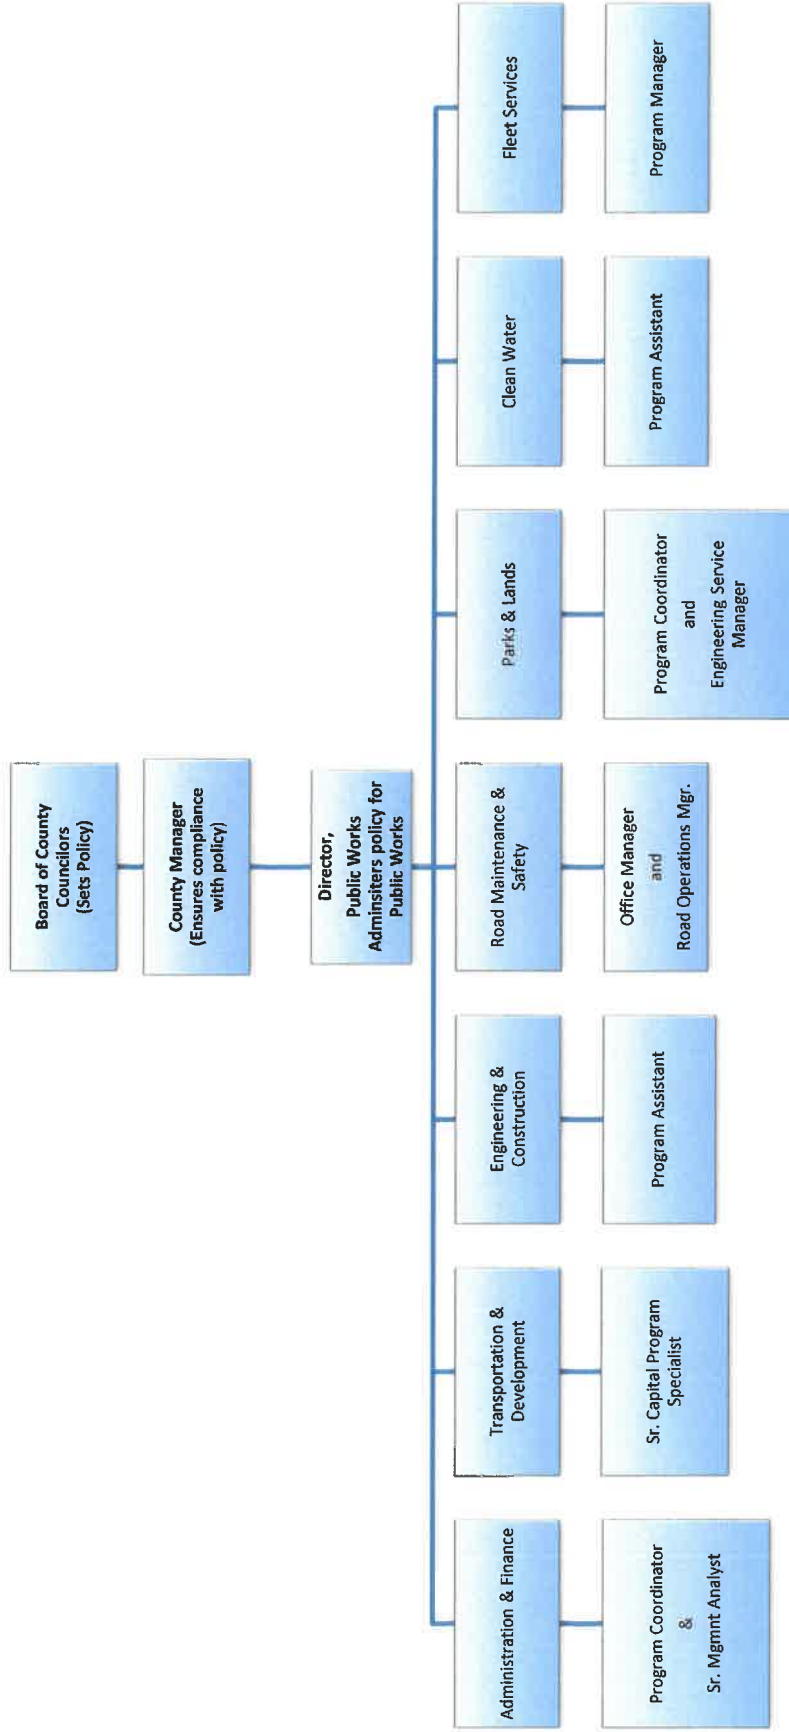 Board of County
Councilors
(Sets Policy)
County Manager
(Ensures compliance
with policy)
Director,
Public Works
Adminsiters policy for
Public Works
Administration & Finance
Transportation &
Development
Engineering &
Construction
Road Maintenance &
Safety
Parks & Lands
Clean Water
Fleet Services
Program Coordinator
&
Sr. Mgmnt Analyst
Sr. Capital Program
Specialist
Program Assistant
Office Manager
and
Road Operations Mgr.
Program Coordinator
and
Engineering Service
Manager
Program Assistant
Program Manager